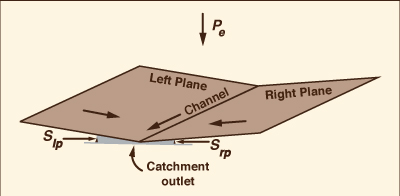 Pe
Left Plane
Channel
Right Plane
Slp
Srp
Catchment
outlet